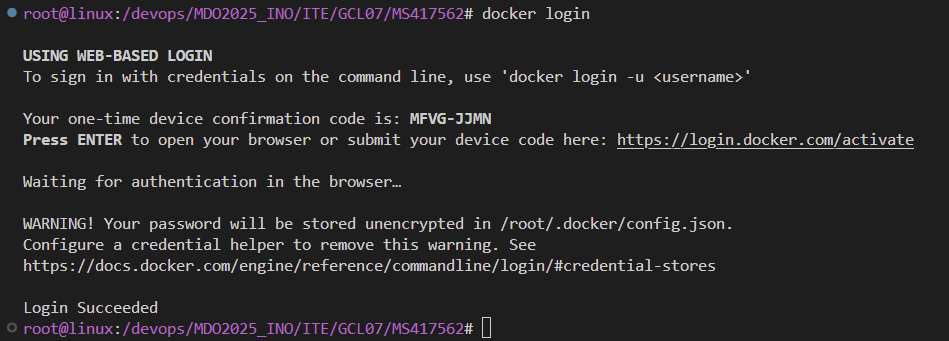 root@linux:/devops/MDO2025_INO/ITE/GCL07/MS417562# docker login
USING WEB-BASED LOGIN
To sign in with credentials on the command line, use 'docker login -u <username>'
Your one-time device confirmation code is: MFVG-JJMN
Press ENTER to open your browser or submit your device code here: https://login.docker.com/activate
Waiting for authentication in the browser…
WARNING! Your password will be stored unencrypted in /root/.docker/config.json.
Configure a credential helper to remove this warning. See
https://docs.docker.com/engine/reference/commandline/login/#credential-stores
Login Succeeded
root@linux:/devops/MDO2025_INO/ITE/GCL07/MS417562#